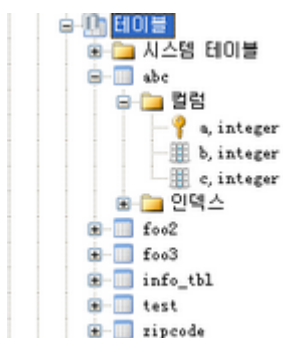 테이블
시스템 테이블
abc
컬럼
a, integer
b, integer
c, integer
인덱스
foo2
foo3
info_tbl
test
zipcode